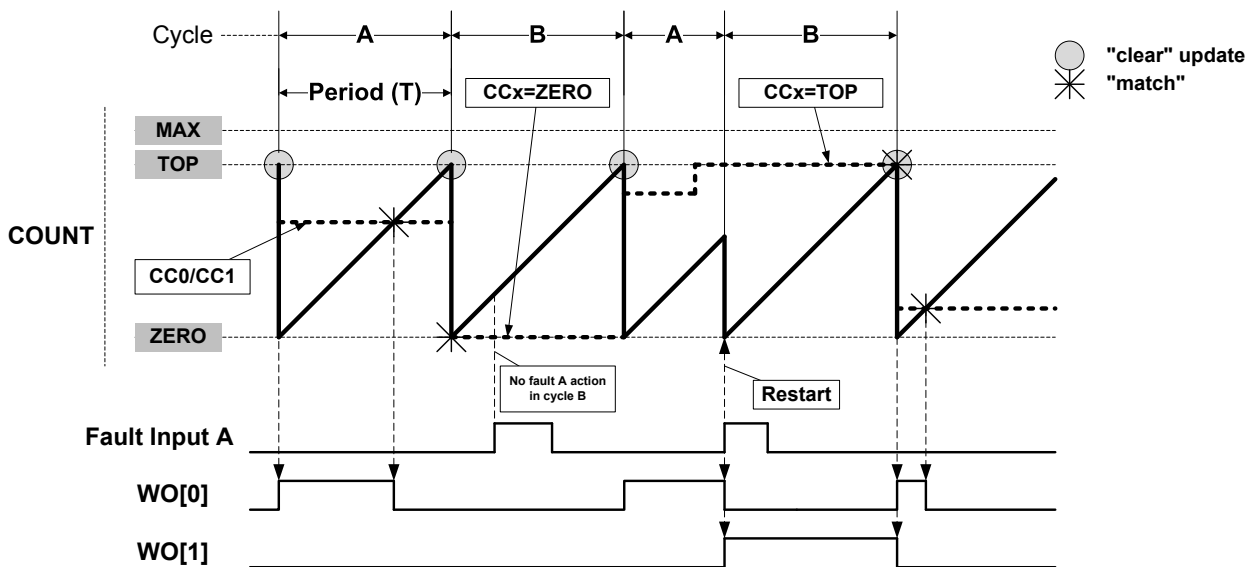 Cycle A B A B
"clear" update
"match"
Period (T)
CCx=ZERO
CCx=TOP
MAX
TOP
COUNT
CC0/CC1
ZERO
No fault A action
in cycle B
Restart
Fault Input A
WO[0]
WO[1]